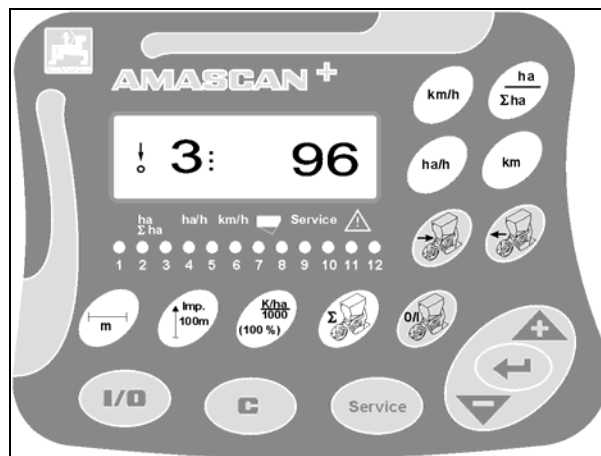 AMASCAN+
km/h
ha
Σha
3 96
ha/h
km
ha
Σ ha
ha/h km/h Service
1 2 3 4 5 6 7 8 9 10 11 12
m
Imp.
100m
K/ha
1000
(100 %)
Σ
0/I
I/O
C
Service